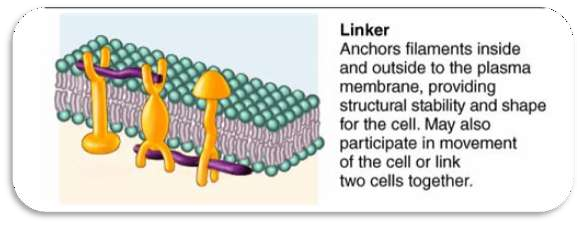 Linker
Anchors filaments inside
and outside to the plasma
membrane, providing
structural stability and shape
for the cell. May also
participate in movement
of the cell or link
two cells together.